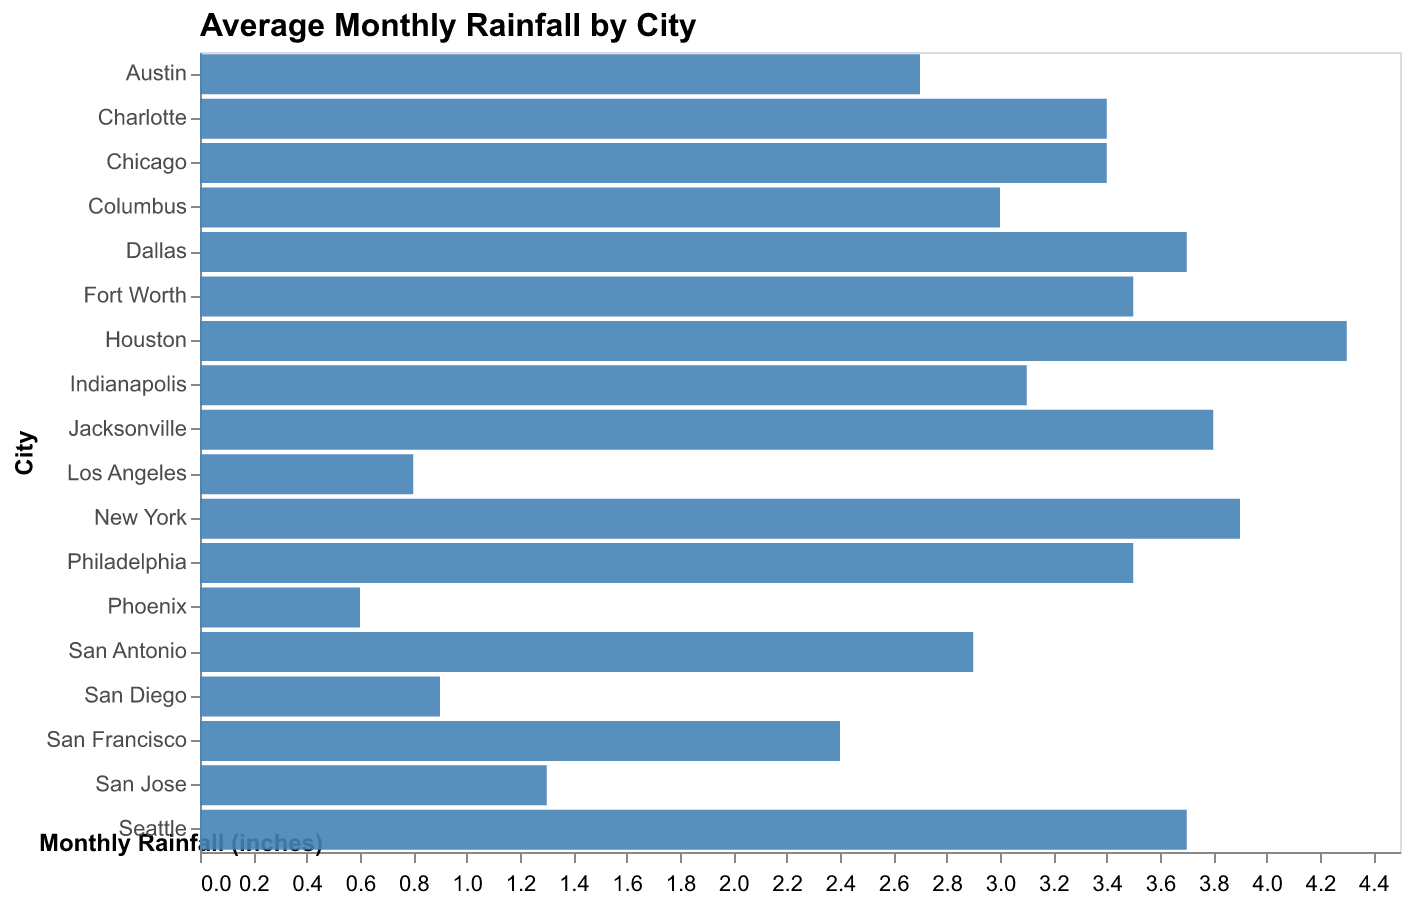 Average Monthly Rainfall by City
City
Austin
Charlotte
Chicago
Columbus
Dallas
Fort Worth
Houston
Indianapolis
Jacksonville
Los Angeles
New York
Philadelphia
Phoenix
San Antonio
San Diego
San Francisco
San Jose
Seattle
Monthly Rainfall (inches)
0.0 0.2 0.4 0.6 0.8 1.0 1.2 1.4 1.6 1.8 2.0 2.2 2.4 2.6 2.8 3.0 3.2 3.4 3.6 3.8 4.0 4.2 4.4